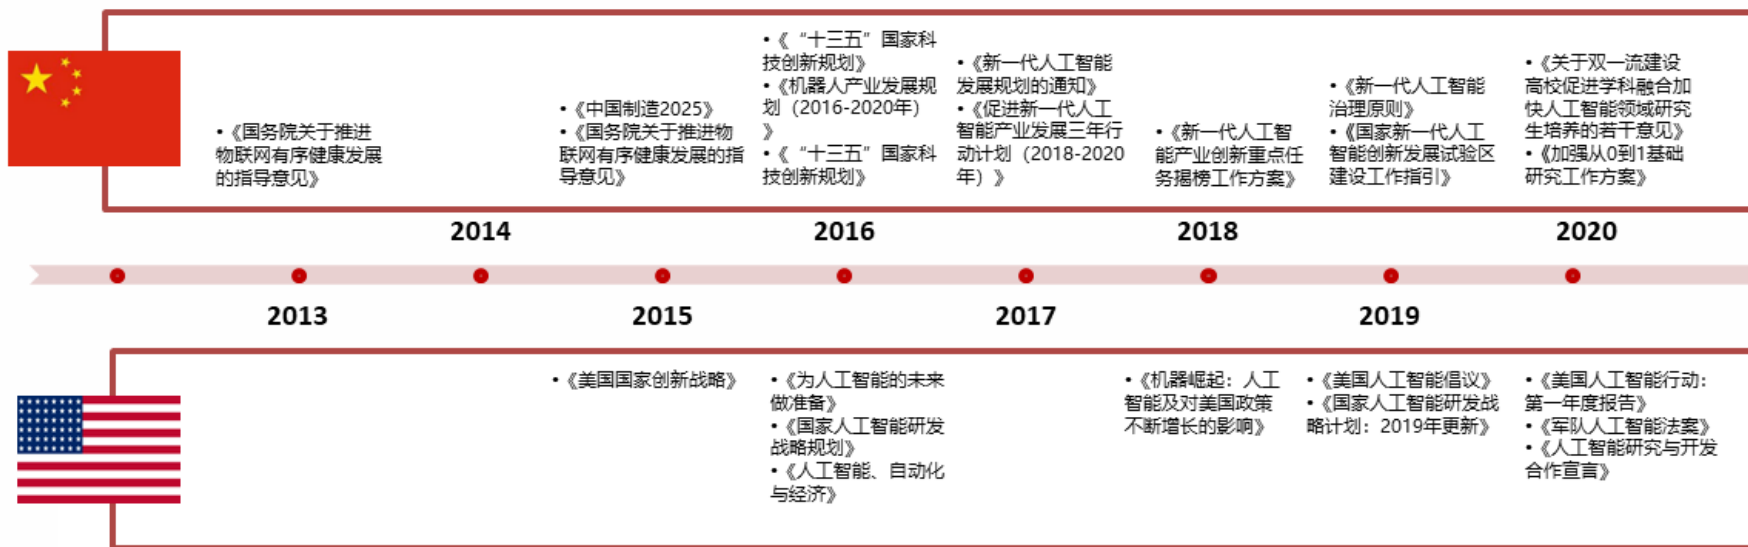 •《国务院关于推进
物联网有序健康发展
的指导意见》
•《中国制造2025》
•《国务院关于推进物
联网有序健康发展的指
导意见》
•《 “十三五”国家科
技创新规划》
•《机器人产业发展规
划（2016-2020年）
》
•《 “十三五”国家科
技创新规划》
•《新一代人工智能
发展规划的通知》
•《促进新一代人工
智能产业发展三年行
动计划（2018-2020
年）》
•《新一代人工智
能产业创新重点任
务揭榜工作方案》
•《新一代人工智能
治理原则》
•《国家新一代人工
智能创新发展试验区
建设工作指引》
•《关于双一流建设
高校促进学科融合加
快人工智能领域研究
生培养的若干意见》
•《加强从0到1基础
研究工作方案》
2014
2016
2018
2020
2013
2015
2017
2019
•《美国国家创新战略》
•《为人工智能的未来
做准备》
•《国家人工智能研发
战略规划》
•《人工智能、自动化
与经济》
•《机器崛起：人工
智能及对美国政策
不断增长的影响》
•《美国人工智能倡议》
•《国家人工智能研发战
略计划：2019年更新》
•《美国人工智能行动：
第一年度报告》
•《军队人工智能法案》
•《人工智能研究与开发
合作宣言》